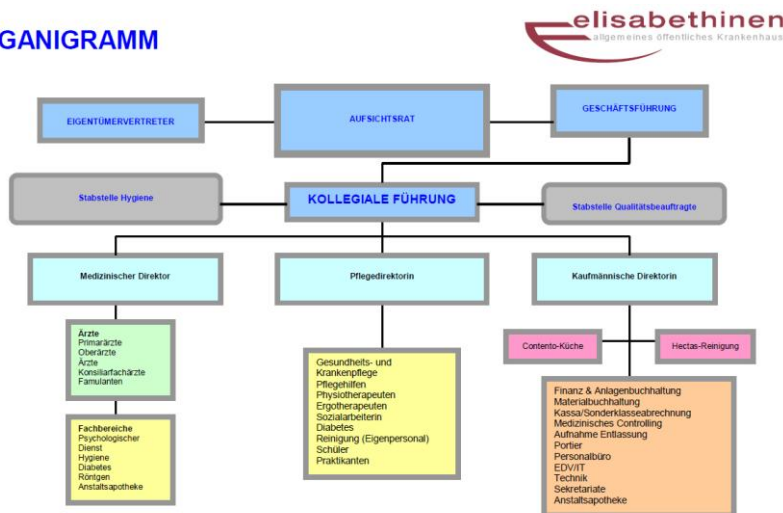 GANIGRAMM
elisabethinen
allgemeines öffentliches Krankenhaus
EIGENTÜMERVERTRETER
AUFSICHTSRAT
GESCHÄFTSFÜHRUNG
Stabstelle Hygiene
KOLLEGIALE FÜHRUNG
Stabstelle Qualitätsbeauftragte
Medizinischer Direktor
Pflegedirektorin
Kaufmännische Direktorin
Ärzte
Primarärzte
Oberärzte
Ärzte
Konsiliarfachärzte
Famulanten
Fachbereiche
Psychologischer
Dienst
Hygiene
Diabetes
Röntgen
Anstaltsapotheke
Gesundheits- und
Krankenpflege
Pflegehilfen
Physiotherapeuten
Ergotherapeuten
Sozialarbeiterin
Diabetes
Reinigung (Eigenpersonal)
Schüler
Praktikanten
Contento-Küche
Hectas-Reinigung
Finanz & Anlagenbuchhaltung
Materialbuchhaltung
Kassa/Sonderklasseabrechnung
Medizinisches Controlling
Aufnahme Entlassung
Portier
Personalbüro
EDV/IT
Technik
Sekretariate
Anstaltsapotheke